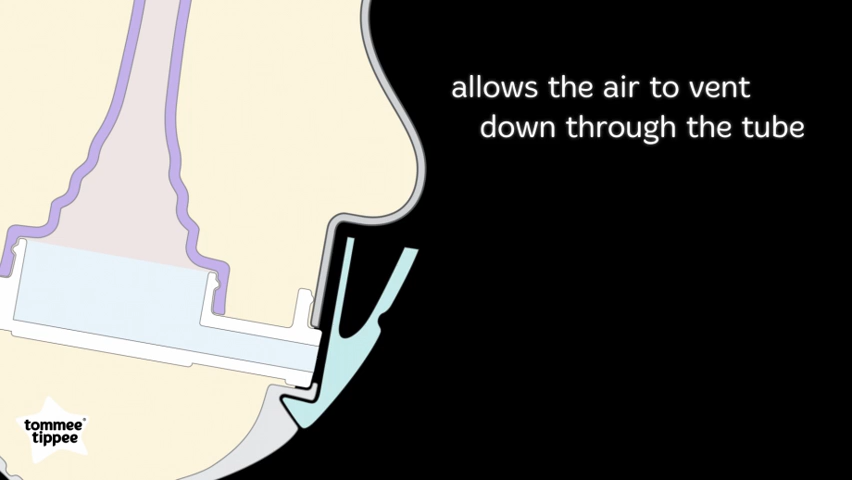 allows the air to vent
down through the tube
tommee
tippee